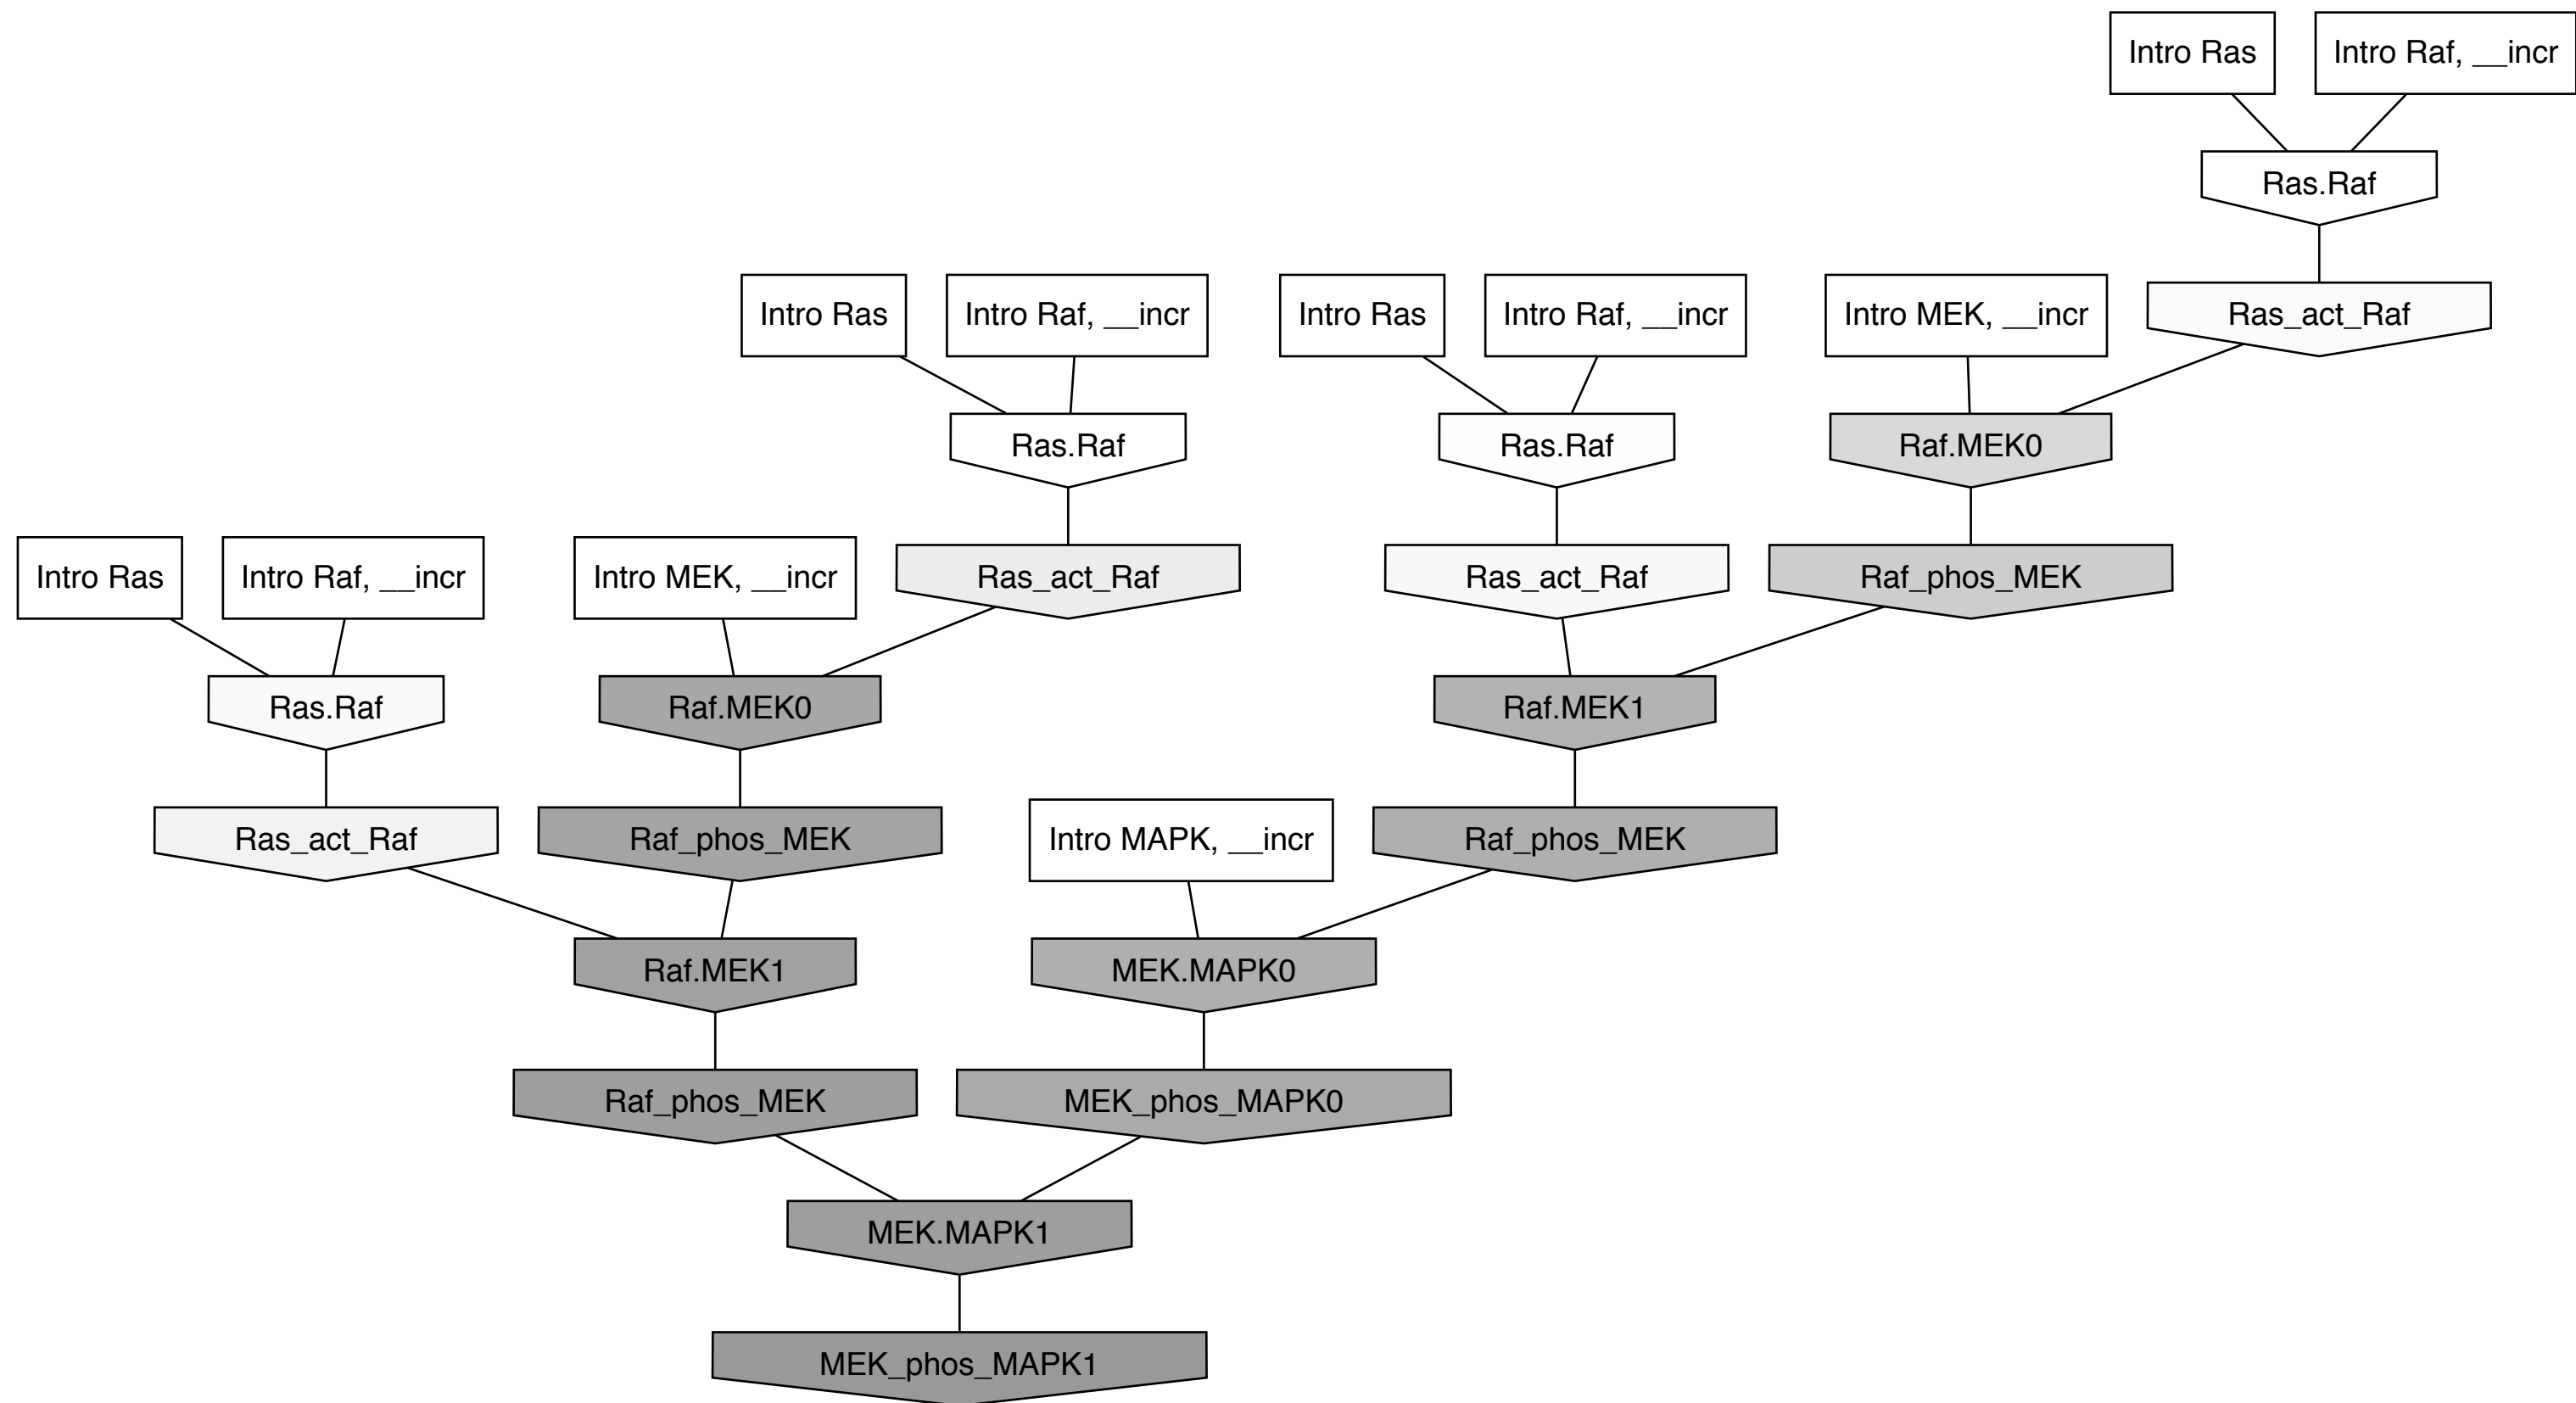 Intro Ras
Intro Raf, __incr
Ras.Raf
Intro Ras
Intro Raf, __incr
Intro Ras
Intro Raf, __incr
Intro MEK, __incr
Ras_act_Raf
Ras.Raf
Ras.Raf
Raf.MEK0
Intro Ras
Intro Raf, __incr
Intro MEK, __incr
Ras_act_Raf
Ras_act_Raf
Raf_phos_MEK
Ras.Raf
Raf.MEK0
Raf.MEK1
Ras_act_Raf
Raf_phos_MEK
Intro MAPK, __incr
Raf_phos_MEK
Raf.MEK1
MEK.MAPK0
Raf_phos_MEK
MEK_phos_MAPK0
MEK.MAPK1
MEK_phos_MAPK1